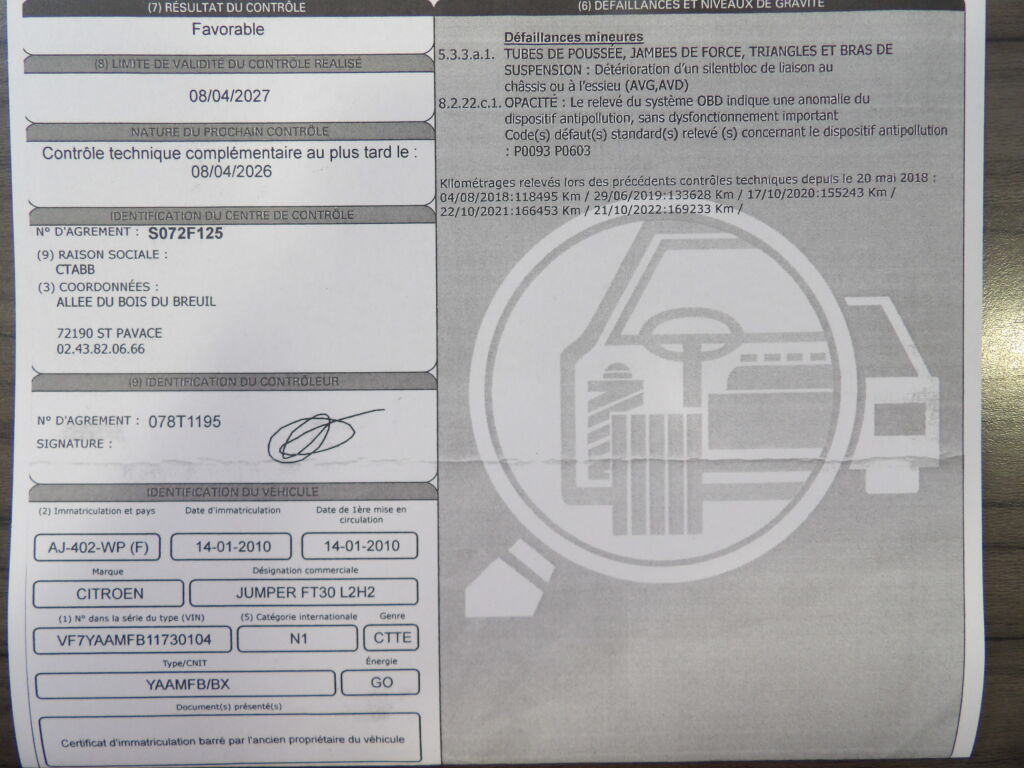 (7) RÉSULTAT DU CONTRÔLE
Favorable
(8) LIMITE DE VALIDITÉ DU CONTRÔLE RÉALISÉ
08/04/2027
NATURE DU PROCHAIN CONTRÔLE
Contrôle technique complémentaire au plus tard le :
08/04/2026
IDENTIFICATION DU CENTRE DE CONTRÔLE
N° D'AGREMENT : S072F125
(9) RAISON SOCIALE :
CTABB
(3) COORDONNÉES :
ALLEE DU BOIS DU BREUIL
72190 ST PAVACE
02.43.82.06.66
(9) IDENTIFICATION DU CONTRÔLEUR
N° D'AGREMENT : 078T1195
SIGNATURE :
IDENTIFICATION DU VÉHICULE
(2) Immatriculation et pays
Date d'immatriculation
Date de 1ère mise en
circulation
AJ-402-WP (F)
14-01-2010
14-01-2010
Marque
Désignation commerciale
CITROEN
JUMPER FT30 L2H2
(1) N° dans la série du type (VIN)
(5) Catégorie internationale
Genre
VF7YAAMFB11730104
N1
CTTE
Type/CNIT
Énergie
YAAMFB/BX
GO
Document(s) présenté(s)
Certificat d'immatriculation barré par l'ancien propriétaire du véhicule
(6) DÉFAILLANCES ET NIVEAUX DE GRAVITÉ
Défaillances mineures
5.3.3.a.1. TUBES DE POUSSÉE, JAMBES DE FORCE, TRIANGLES ET BRAS DE
SUSPENSION : Détérioration d'un silentbloc de liaison au
châssis ou à l'essieu (AVG,AVD)
8.2.22.c.1. OPACITÉ : Le relevé du système OBD indique une anomalie du
dispositif antipollution, sans dysfonctionnement important
Code(s) défaut(s) standard(s) relevé (s) concernant le dispositif antipollution
: P0093 P0603
Kilométrages relevés lors des précédents contrôles techniques depuis le 20 mai 2018 :
04/08/2018:118495 Km / 29/06/2019:133628 Km / 17/10/2020:155243 Km /
22/10/2021:166453 Km / 21/10/2022:169233 Km /